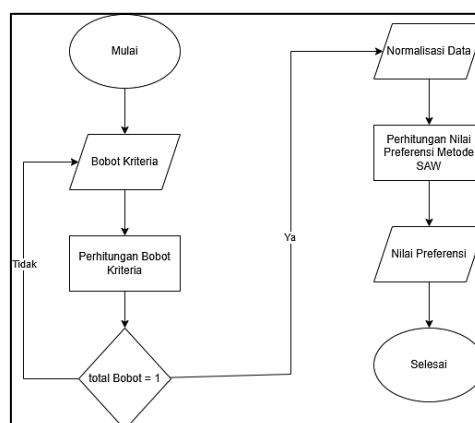 Mulai
Bobot Kriteria
Perhitungan Bobot
Kriteria
Tidak
total Bobot = 1
Ya
Normalisasi Data
Perhitungan Nilai
Preferensi Metode
SAW
Nilai Preferensi
Selesai